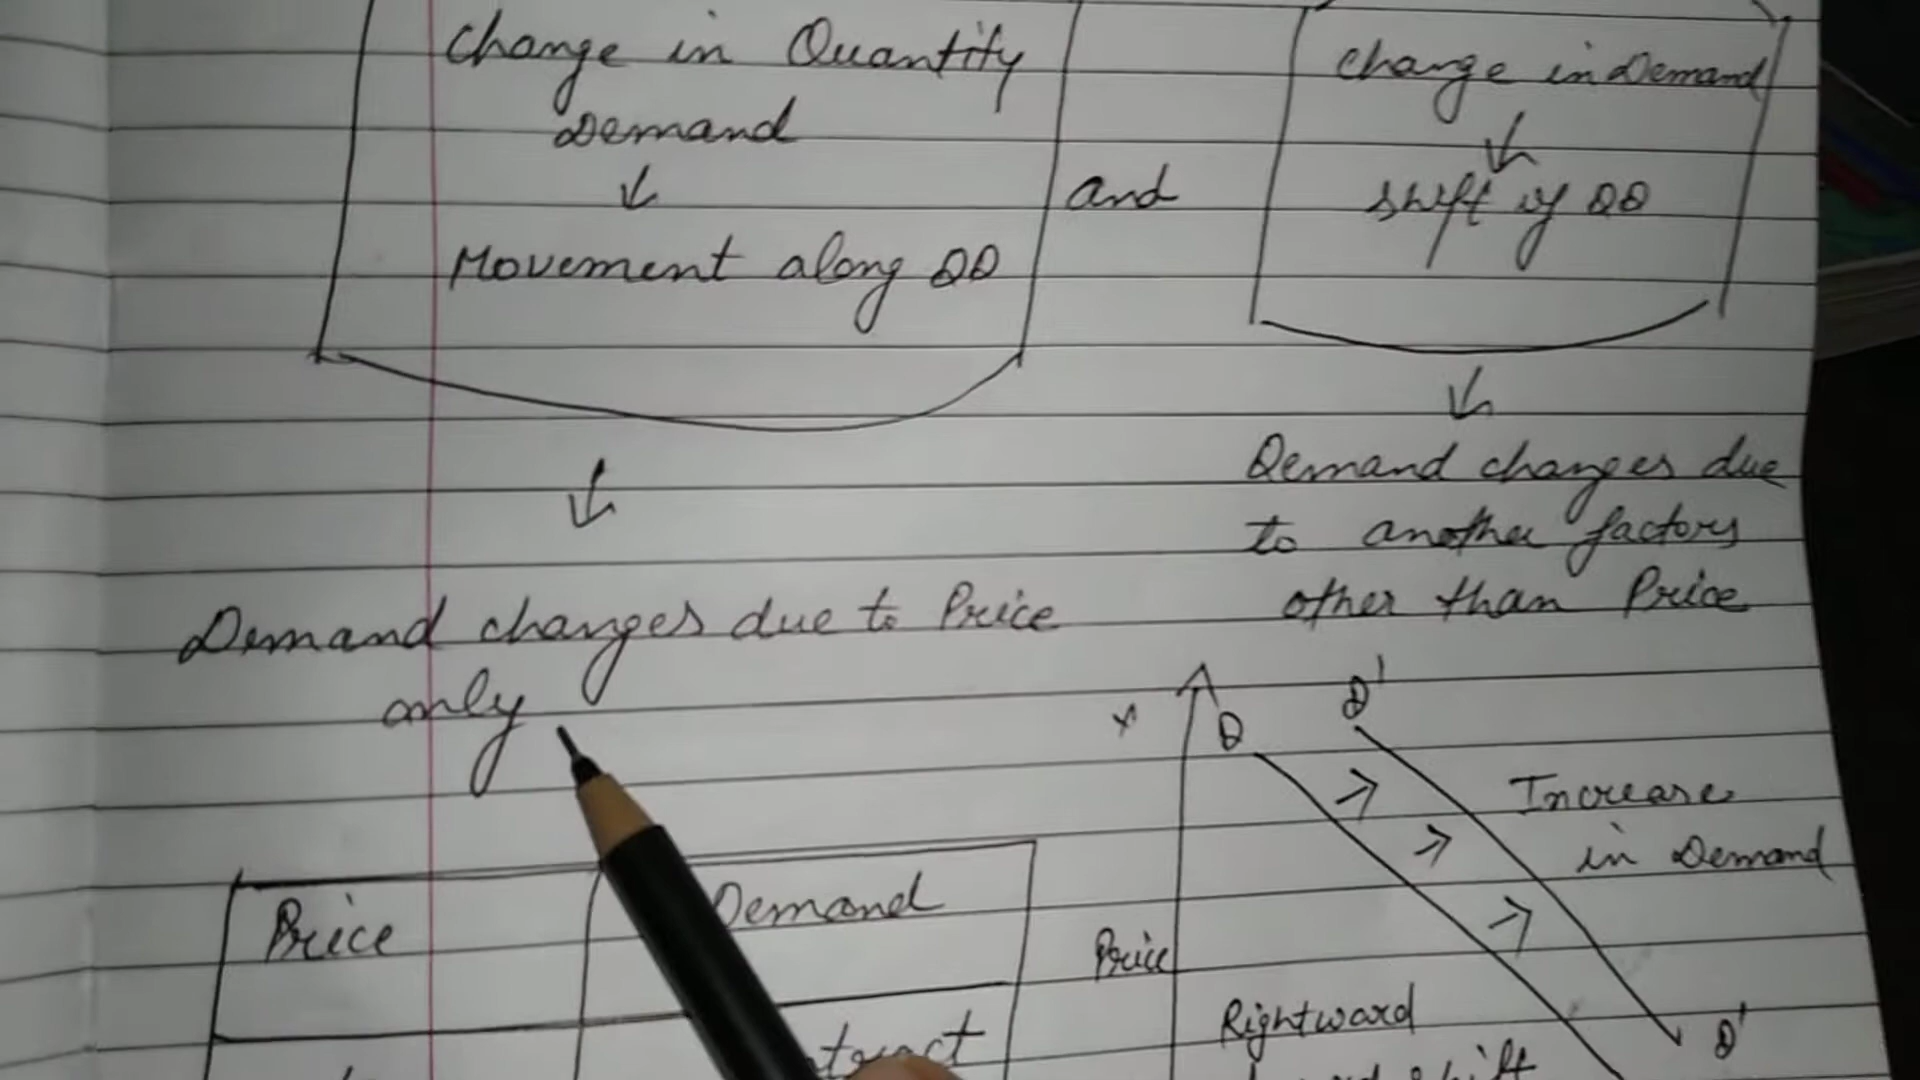 Change in Quantity
Demand
Movement along DD
and
Change in Demand
shift of DD
Demand changes due to Price
only
Demand changes due
to another factors
other than Price
Price
Demand
Y
D
D'
Increase
in Demand
Price
Rightward
shift
D'